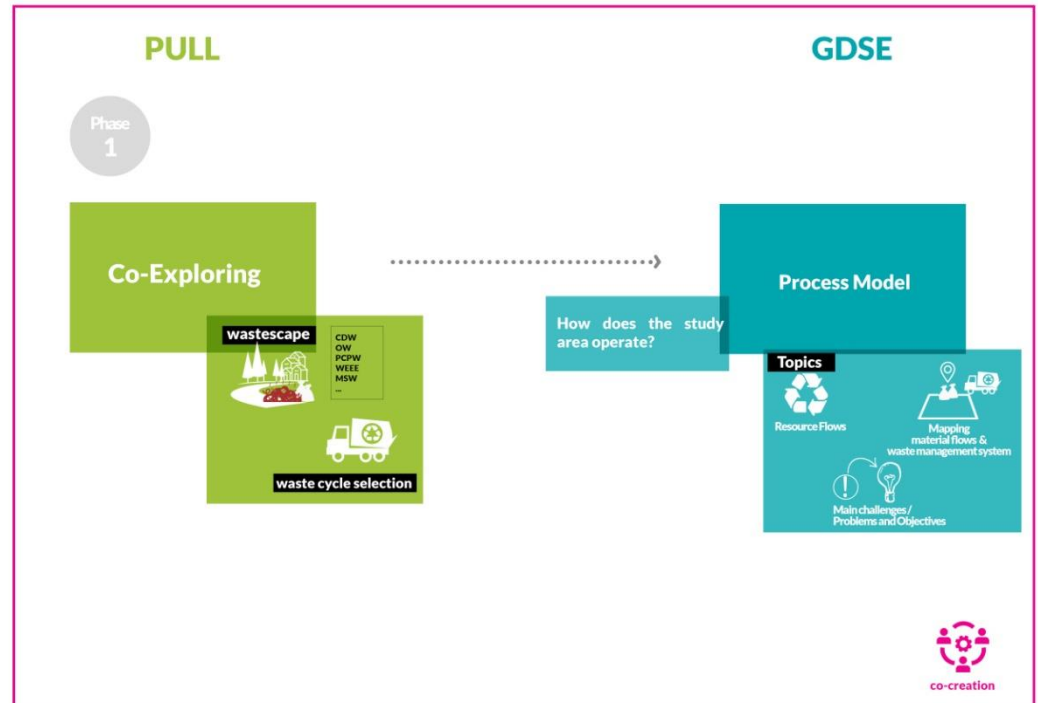 PULL
GDSE
Phase
1
Co-Exploring
Process Model
How does the study
area operate?
wastescape
CDW
OW
PCPW
WEEE
MSW
...
waste cycle selection
Topics
Resource Flows
Mapping
material flows &
waste management system
Main challenges /
Problems and Objectives
co-creation